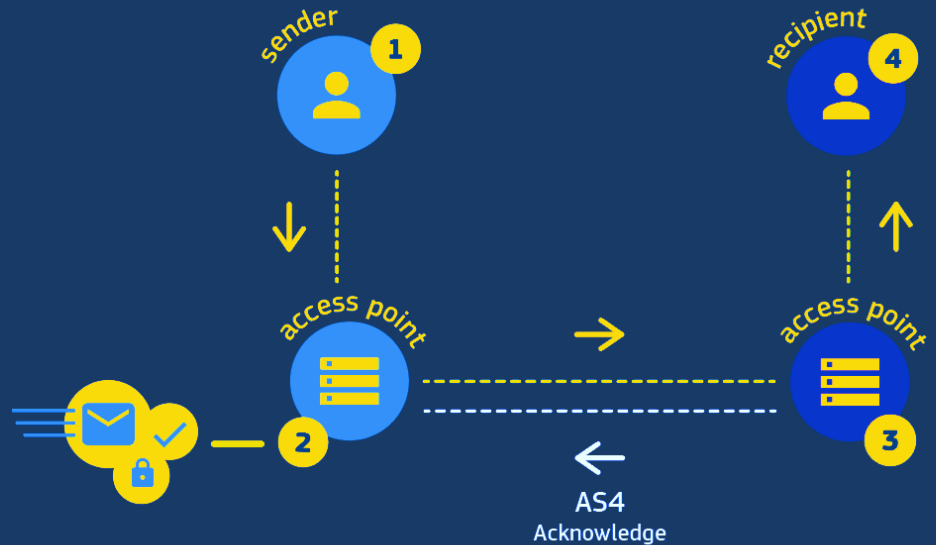 sender
1
recipient
4
access point
2
access point
3
AS4
Acknowledge